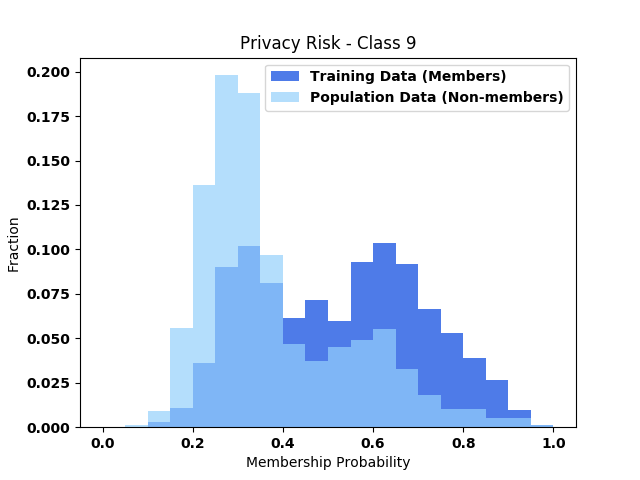 Privacy Risk - Class 9
Training Data (Members)
Population Data (Non-members)
Fraction
0.200
0.175
0.150
0.125
0.100
0.075
0.050
0.025
0.000
0.0 0.2 0.4 0.6 0.8 1.0
Membership Probability